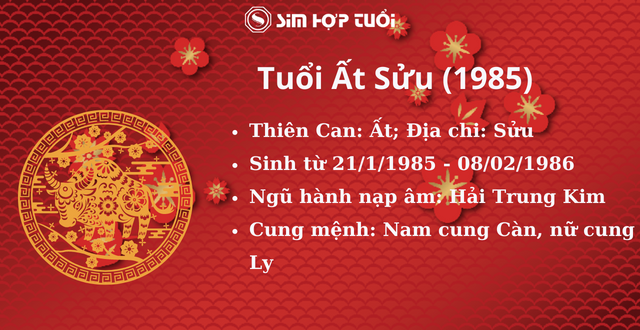 SIM HỢP TUỔI
Tuổi Ất Sửu (1985)
• Thiên Can: Ất; Địa chi: Sửu
• Sinh từ 21/1/1985 - 08/02/1986
• Ngũ hành nạp âm: Hải Trung Kim
• Cung mệnh: Nam cung Càn, nữ cung
Ly